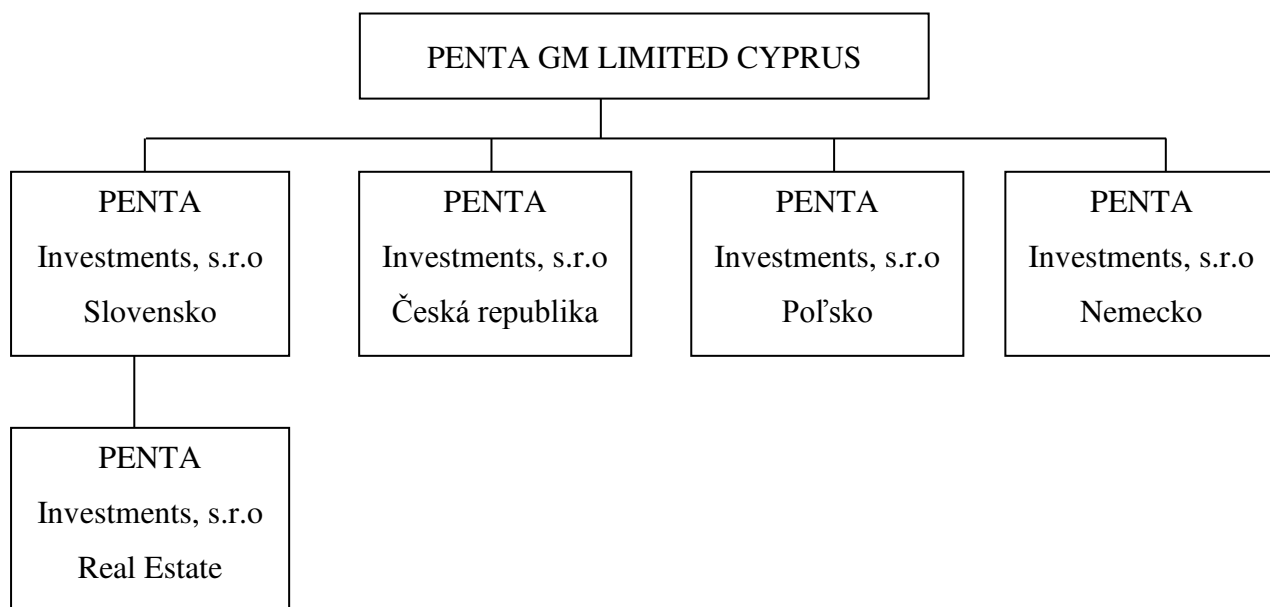 PENTA GM LIMITED CYPRUS
PENTA
Investments, s.r.o
Slovensko
PENTA
Investments, s.r.o
Česká republika
PENTA
Investments, s.r.o
Poľsko
PENTA
Investments, s.r.o
Nemecko
PENTA
Investments, s.r.o
Real Estate